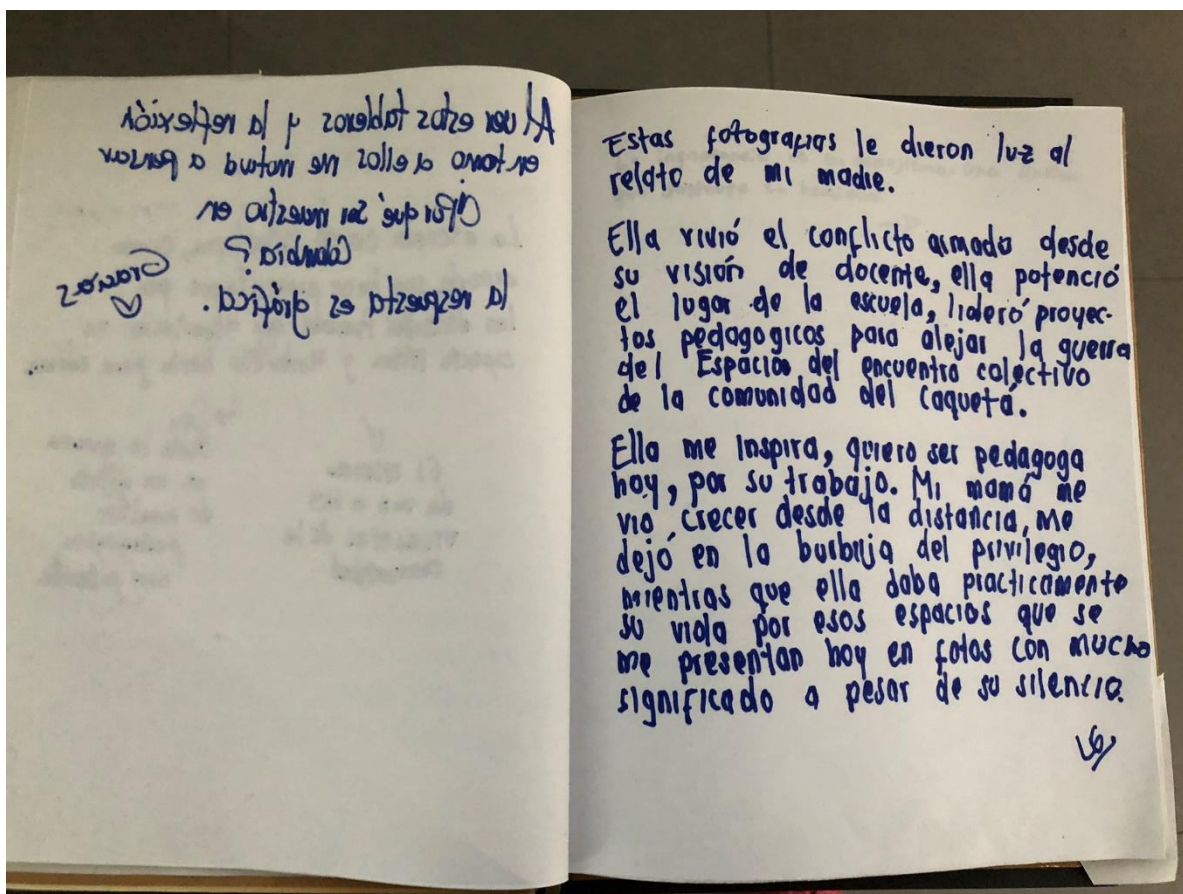 Al ver estos tableros y la reflexión
en torno a ellos me motiva a pensar
¿Por qué ser maestro en
Colombia?
la respuesta es gráfica.
Gracias
Estas fotografias le dieron luz al
relato de mi madre.
Ella vivió el conflicto armado desde
su visión de docente, ella potenció
el lugar de la escuela, lideró proyec-
tos pedagogicos para alejar la guerra
del Espacios del encuentro colectivo
de la comunidad del Caquetá.
Ella me inspira, quiero ser pedagoga
hoy, por su trabajo. Mi mamá me
vio crecer desde la distancia, me
dejó en la burbuja del privilegio,
mientras que ella daba practicamente
su vida por esos espacios que se
me presentan hoy en fotos con mucho
significado a pesar de su silencio.